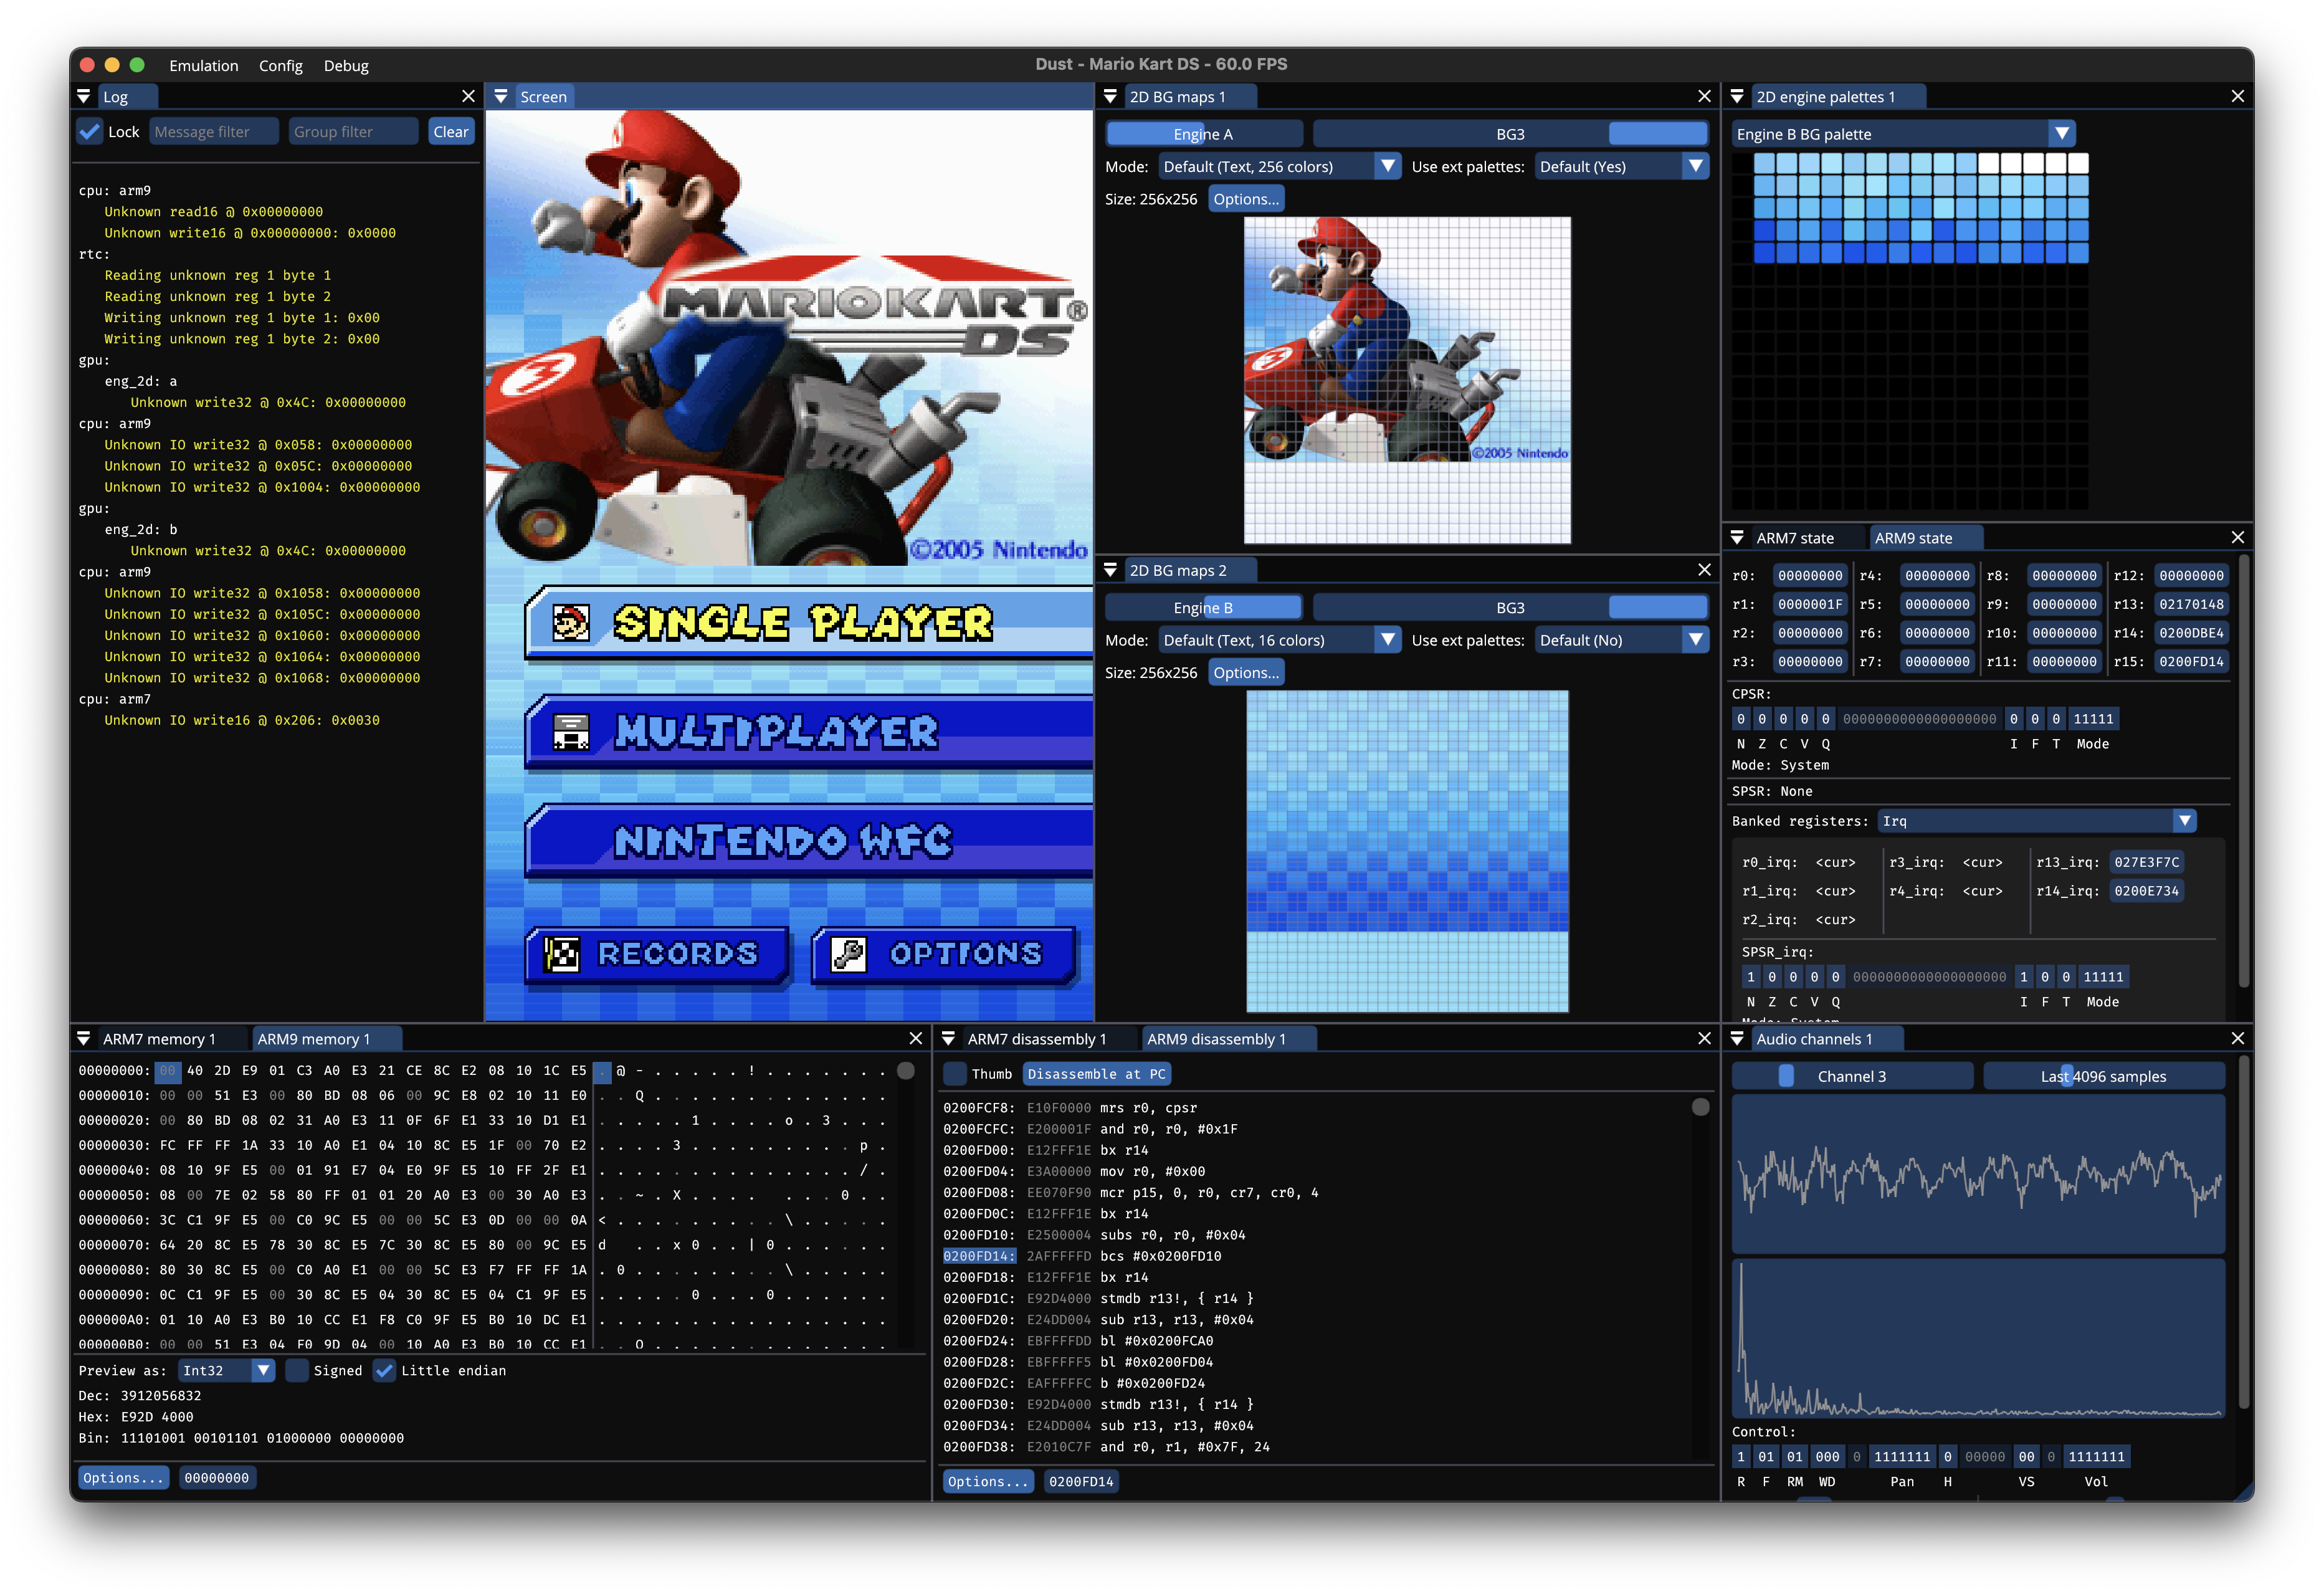 Emulation Config Debug
Dust - Mario Kart DS - 60.0 FPS
Log
Lock Message filter Group filter Clear
cpu: arm9
Unknown read16 @ 0x00000000
Unknown write16 @ 0x00000000: 0x0000
rtc:
Reading unknown reg 1 byte 1
Reading unknown reg 1 byte 2
Writing unknown reg 1 byte 1: 0x00
Writing unknown reg 1 byte 2: 0x00
gpu:
eng_2d: a
Unknown write32 @ 0x4C: 0x00000000
cpu: arm9
Unknown IO write32 @ 0x058: 0x00000000
Unknown IO write32 @ 0x05C: 0x00000000
Unknown IO write32 @ 0x1004: 0x00000000
gpu:
eng_2d: b
Unknown write32 @ 0x4C: 0x00000000
cpu: arm9
Unknown IO write32 @ 0x1058: 0x00000000
Unknown IO write32 @ 0x105C: 0x00000000
Unknown IO write32 @ 0x1060: 0x00000000
Unknown IO write32 @ 0x1064: 0x00000000
Unknown IO write32 @ 0x1068: 0x00000000
cpu: arm7
Unknown IO write16 @ 0x206: 0x0030
Screen
MARIOKART®
DS
©2005 Nintendo
SINGLE PLAYER
MULTIPLAYER
NINTENDO WFC
RECORDS OPTIONS
2D BG maps 1
Engine A BG3
Mode: Default (Text, 256 colors) Use ext palettes: Default (Yes)
Size: 256x256 Options...
©2005 Nintendo
2D BG maps 2
Engine B BG3
Mode: Default (Text, 16 colors) Use ext palettes: Default (No)
Size: 256x256 Options...
2D engine palettes 1
Engine B BG palette
ARM7 state ARM9 state
r0: 00000000 r4: 00000000 r8: 00000000 r12: 00000000
r1: 0000001F r5: 00000000 r9: 00000000 r13: 02170148
r2: 00000000 r6: 00000000 r10: 00000000 r14: 0200DBE4
r3: 00000000 r7: 00000000 r11: 00000000 r15: 0200FD14
CPSR:
0 0 0 0 0 0000000000000000000 0 0 0 11111
N Z C V Q I F T Mode
Mode: System
SPSR: None
Banked registers: Irq
r0_irq: <cur> r3_irq: <cur> r13_irq: 027E3F7C
r1_irq: <cur> r4_irq: <cur> r14_irq: 0200E734
r2_irq: <cur>
SPSR_irq:
1 0 0 0 0 0000000000000000000 1 0 0 11111
N Z C V Q I F T Mode
Mode: System
ARM7 memory 1 ARM9 memory 1
00000000: 00 40 2D E9 01 C3 A0 E3 21 CE 8C E2 08 10 1C E5 . @ - . . . . . ! . . . . . . .
00000010: 00 00 51 E3 00 80 BD 08 06 00 9C E8 02 10 11 E0 . . Q . . . . . . . . . . . . .
00000020: 00 80 BD 08 02 31 A0 E3 11 0F 6F E1 33 10 D1 E1 . . . . . 1 . . . . o . 3 . . .
00000030: FC FF FF 1A 33 10 A0 E1 04 10 8C E5 1F 00 70 E2 . . . . 3 . . . . . . . . . p .
00000040: 08 10 9F E5 00 01 91 E7 04 E0 9F E5 10 FF 2F E1 . . . . . . . . . . . . . . / .
00000050: 08 00 7E 02 58 80 FF 01 01 20 A0 E3 00 30 A0 E3 . . ~ . X . . . . . . . 0 . .
00000060: 3C C1 9F E5 00 C0 9C E5 00 00 5C E3 0D 00 00 0A < . . . . . . . . . \ . . . . .
00000070: 64 20 8C E5 78 30 8C E5 7C 30 8C E5 80 00 9C E5 d . . x 0 . . | 0 . . . . . .
00000080: 80 30 8C E5 00 C0 A0 E1 00 00 5C E3 F7 FF FF 1A . 0 . . . . . . . . \ . . . . .
00000090: 0C C1 9F E5 00 30 8C E5 04 30 8C E5 04 C1 9F E5 . . . . . 0 . . . 0 . . . . . .
000000A0: 01 10 A0 E3 B0 10 CC E1 F8 C0 9F E5 B0 10 DC E1 . . . . . . . . . . . . . . . .
000000B0: 00 00 51 E3 04 F0 9D 04 00 10 A0 E3 B0 10 CC E1 . . Q . . . . . . . . . . . . .
Preview as: Int32 Signed Little endian
Dec: 3912056832
Hex: E92D 4000
Bin: 11101001 00101101 01000000 00000000
Options... 00000000
ARM7 disassembly 1 ARM9 disassembly 1
Thumb Disassemble at PC
0200FCF8: E10F0000 mrs r0, cpsr
0200FCFC: E200001F and r0, r0, #0x1F
0200FD00: E12FFF1E bx r14
0200FD04: E3A00000 mov r0, #0x00
0200FD08: EE070F90 mcr p15, 0, r0, cr7, cr0, 4
0200FD0C: E12FFF1E bx r14
0200FD10: E2500004 subs r0, r0, #0x04
0200FD14: 2AFFFFFD bcs #0x0200FD10
0200FD18: E12FFF1E bx r14
0200FD1C: E92D4000 stmdb r13!, { r14 }
0200FD20: E24DD004 sub r13, r13, #0x04
0200FD24: EBFFFFDD bl #0x0200FCA0
0200FD28: EBFFFFF5 bl #0x0200FD04
0200FD2C: EAFFFFFC b #0x0200FD24
0200FD30: E92D4000 stmdb r13!, { r14 }
0200FD34: E24DD004 sub r13, r13, #0x04
0200FD38: E2010C7F and r0, r1, #0x7F, 24
Options... 0200FD14
Audio channels 1
Channel 3 Last 4096 samples
Control:
1 01 01 000 0 1111111 0 00000 00 0 1111111
R F RM WD Pan H VS Vol